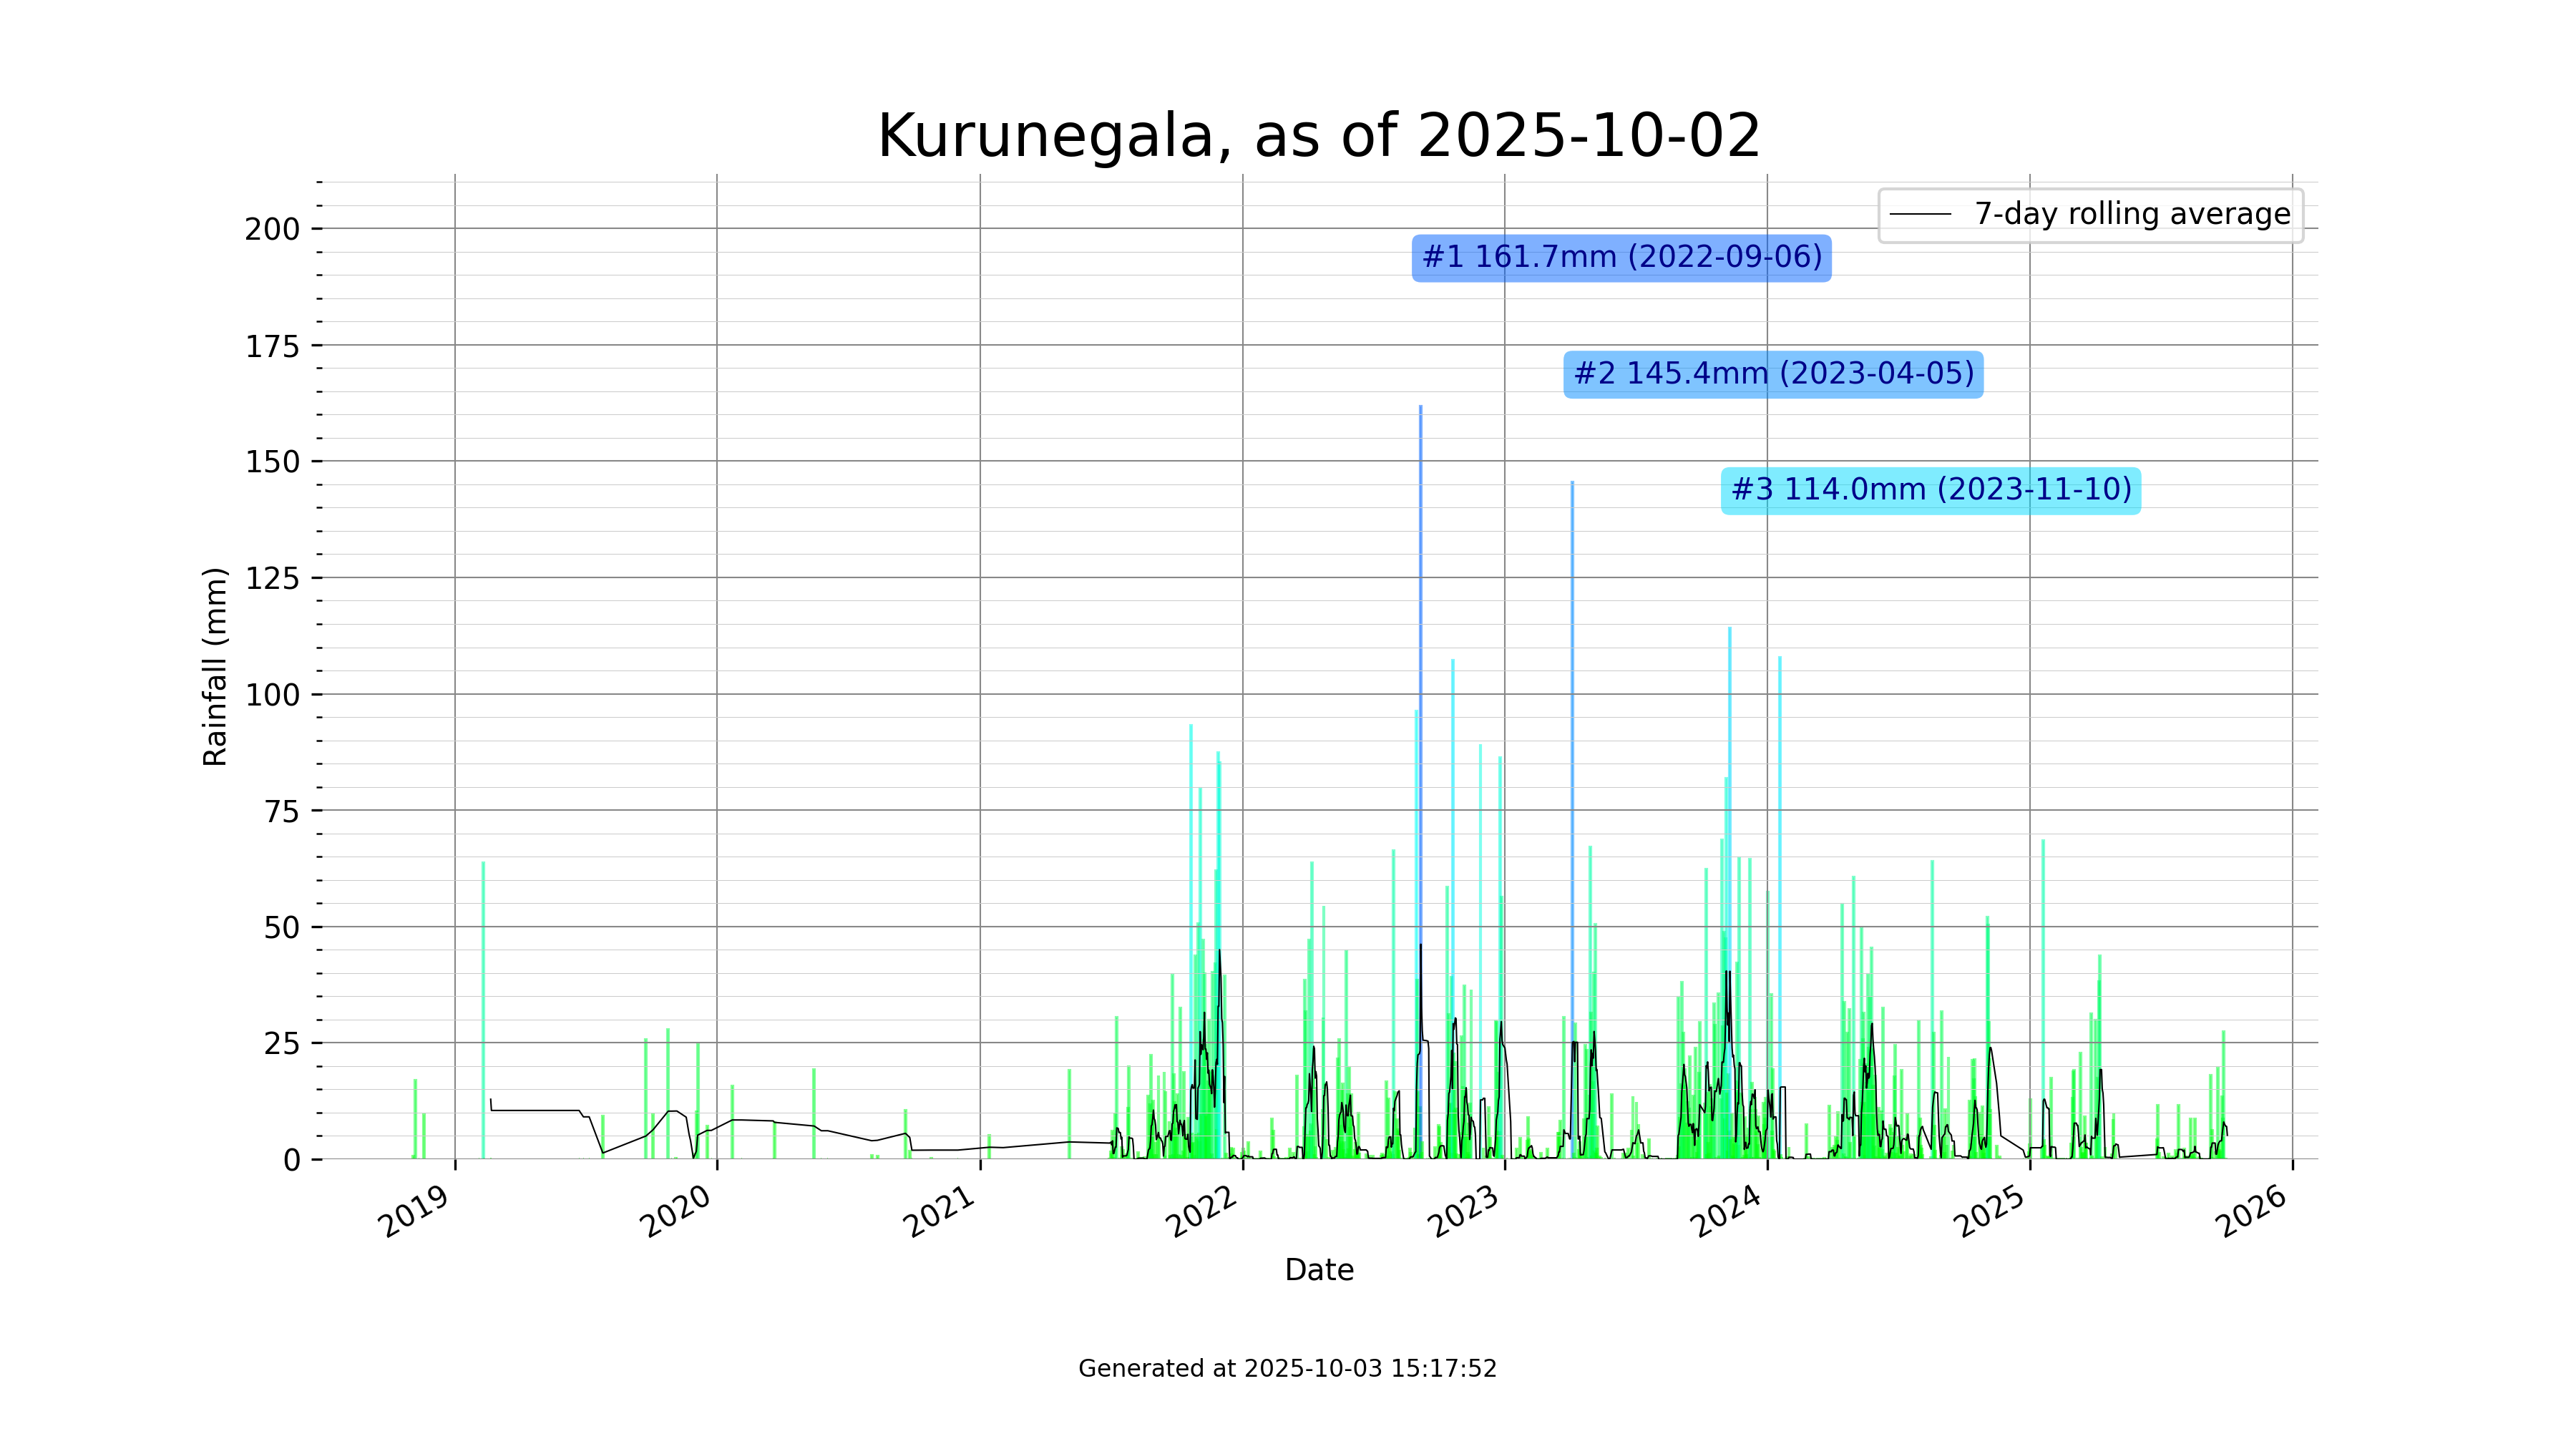 Kurunegala, as of 2025-10-02
7-day rolling average
#1 161.7mm (2022-09-06)
#2 145.4mm (2023-04-05)
#3 114.0mm (2023-11-10)
Rainfall (mm)
200
175
150
125
100
75
50
25
0
2019
2020
2021
2022
2023
2024
2025
2026
Date
Generated at 2025-10-03 15:17:52